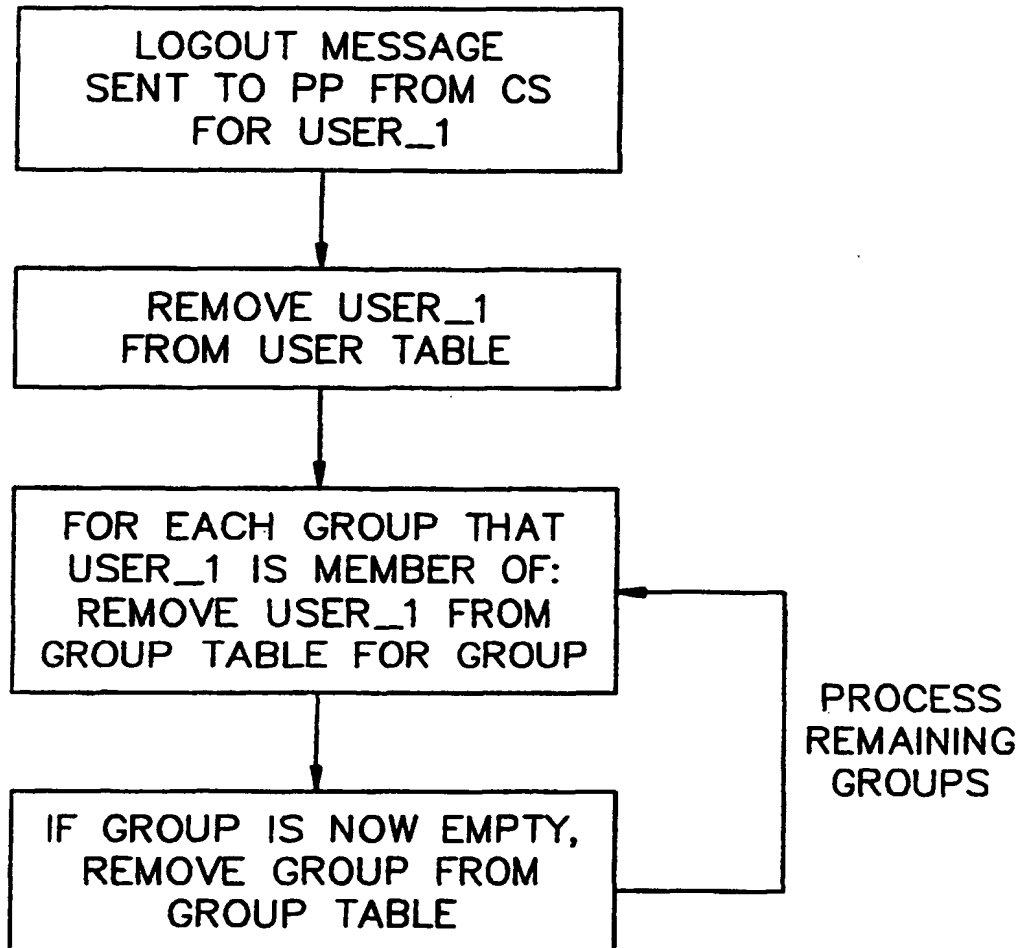 LOGOUT MESSAGE
SENT TO PP FROM CS
FOR USER_1
REMOVE USER_1
FROM USER TABLE
FOR EACH GROUP THAT
USER_1 IS MEMBER OF:
REMOVE USER_1 FROM
GROUP TABLE FOR GROUP
PROCESS
REMAINING
GROUPS
IF GROUP IS NOW EMPTY,
REMOVE GROUP FROM
GROUP TABLE